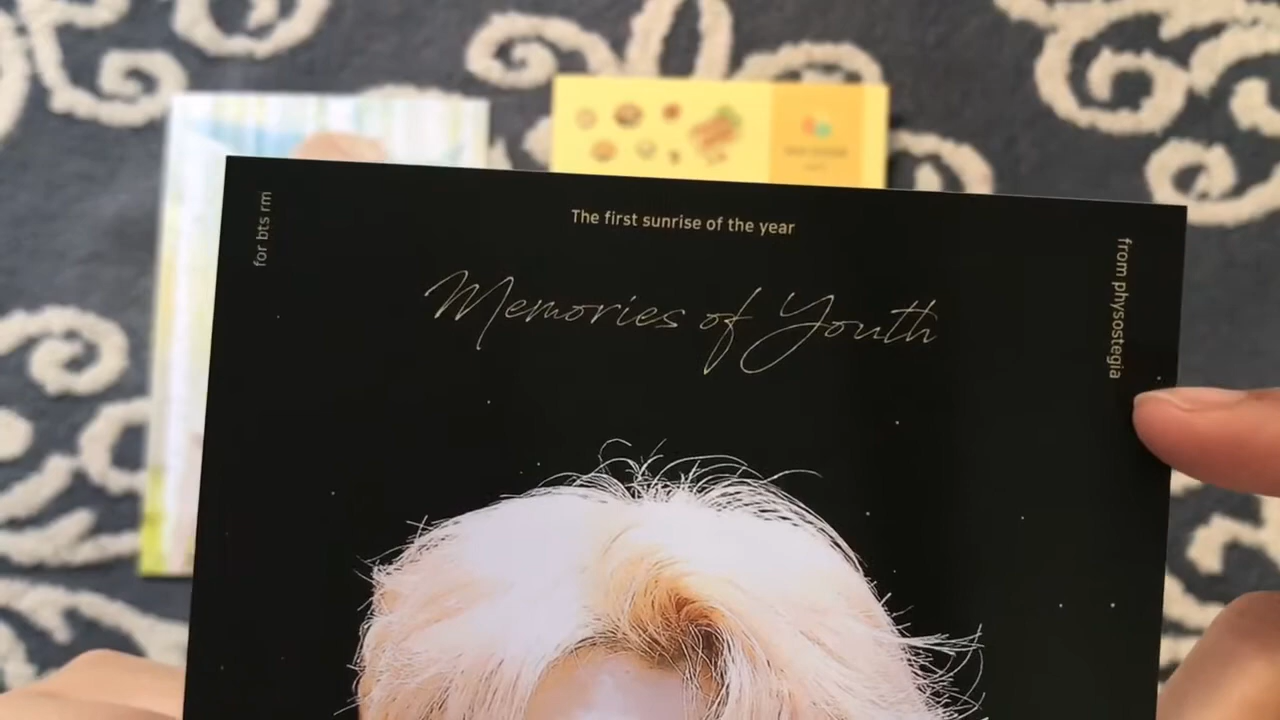 for bts rm
The first sunrise of the year
Memories of Youth
from physostegia